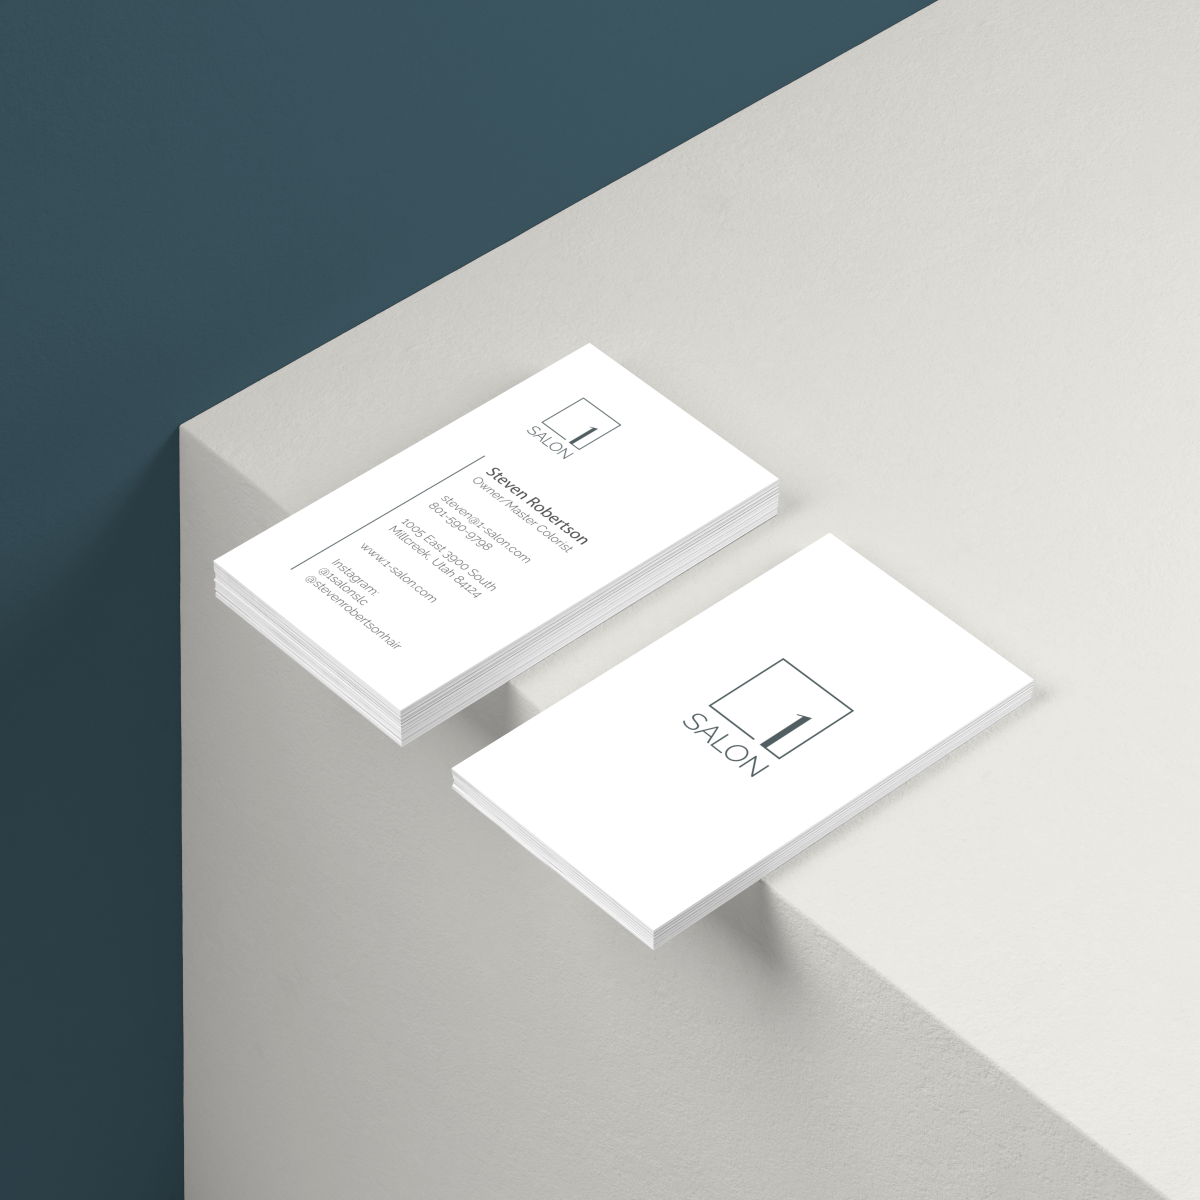 1
SALON
Steven Robertson
Owner/Master Colorist
steven@1-salon.com
801-590-9798
1005 East 3900 South
Millcreek, Utah 84124
www.1-salon.com
Instagram:
@1salonslc
@stevenrobertsonhair
1
SALON